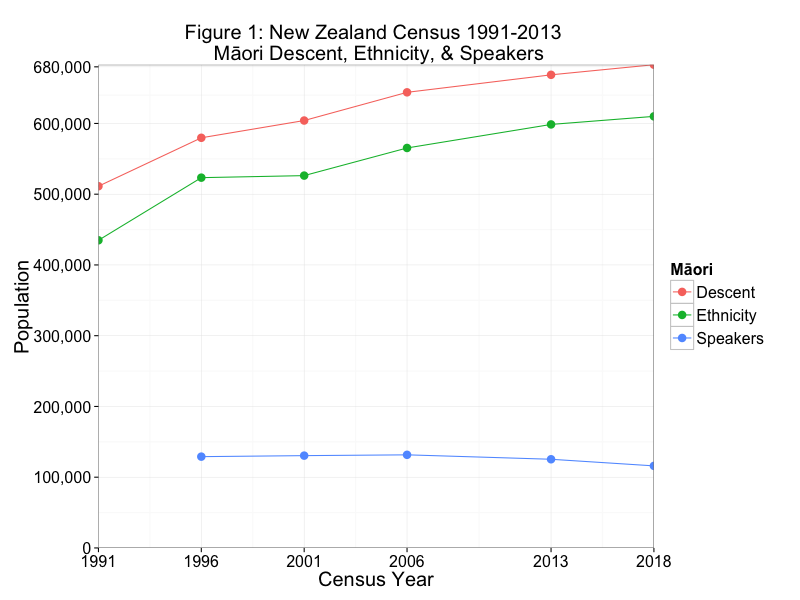 Figure 1: New Zealand Census 1991-2013
Māori Descent, Ethnicity, & Speakers
680,000
600,000
500,000
400,000
300,000
200,000
100,000
0
Population
1991 1996 2001 2006 2013 2018
Census Year
Māori
Descent
Ethnicity
Speakers